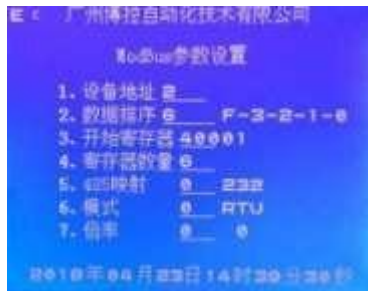 广州博控自动化技术有限公司
Modbus参数设置
1、设备地址 2
2、数据排序 6 F-3-2-1-0
3、开始寄存器 40001
4、寄存器数量 6
5、485映射 0 232
6、模式 0 RTU
7、倍率 0 0
2018年04月23日14时30分30秒